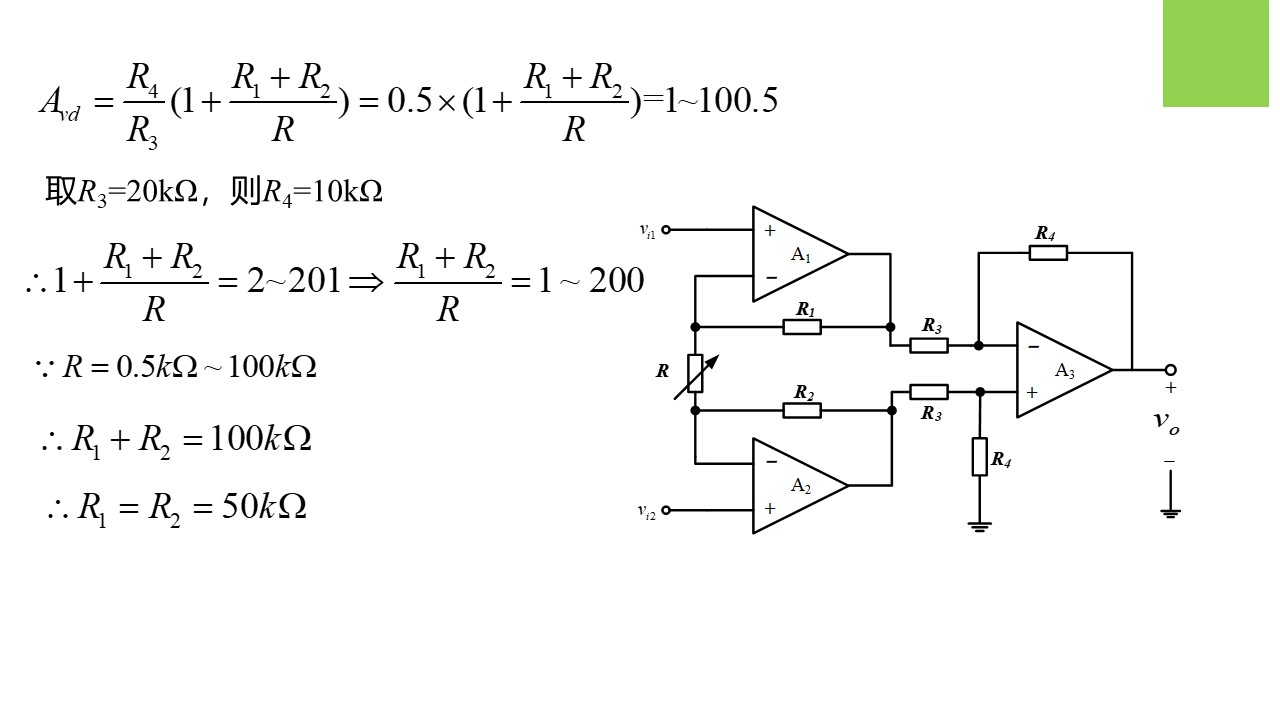 A_vd = R₄/R₃ (1 + (R₁ + R₂)/R) = 0.5 × (1 + (R₁ + R₂)/R) =1~100.5
取R₃=20kΩ，则R₄=10kΩ
∴ 1 + (R₁ + R₂)/R = 2~201 ⇒ (R₁ + R₂)/R = 1 ~ 200
∵ R = 0.5kΩ ~ 100kΩ
∴ R₁ + R₂ = 100kΩ
∴ R₁ = R₂ = 50kΩ
v_i1
+
A₁
−
R₁
R
R₂
−
A₂
+
v_i2
R₃
R₃
R₄
R₄
−
A₃
+
+
v_o
−